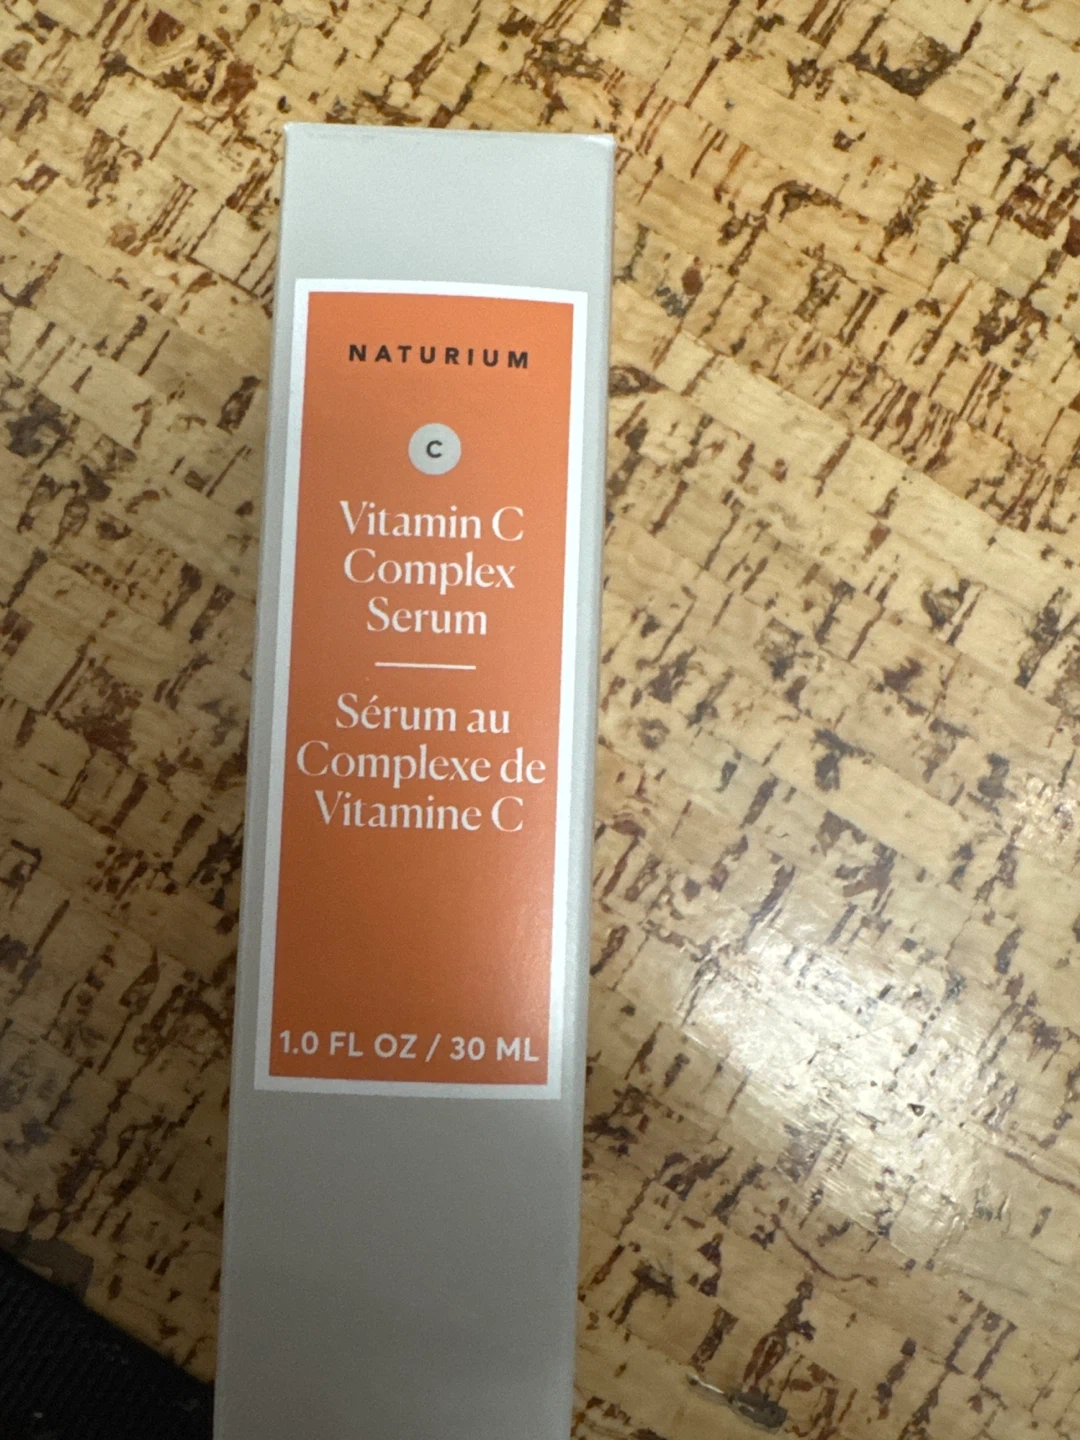 NATURIUM
C
Vitamin C
Complex
Serum
Sérum au
Complexe de
Vitamine C
1.0 FL OZ / 30 ML